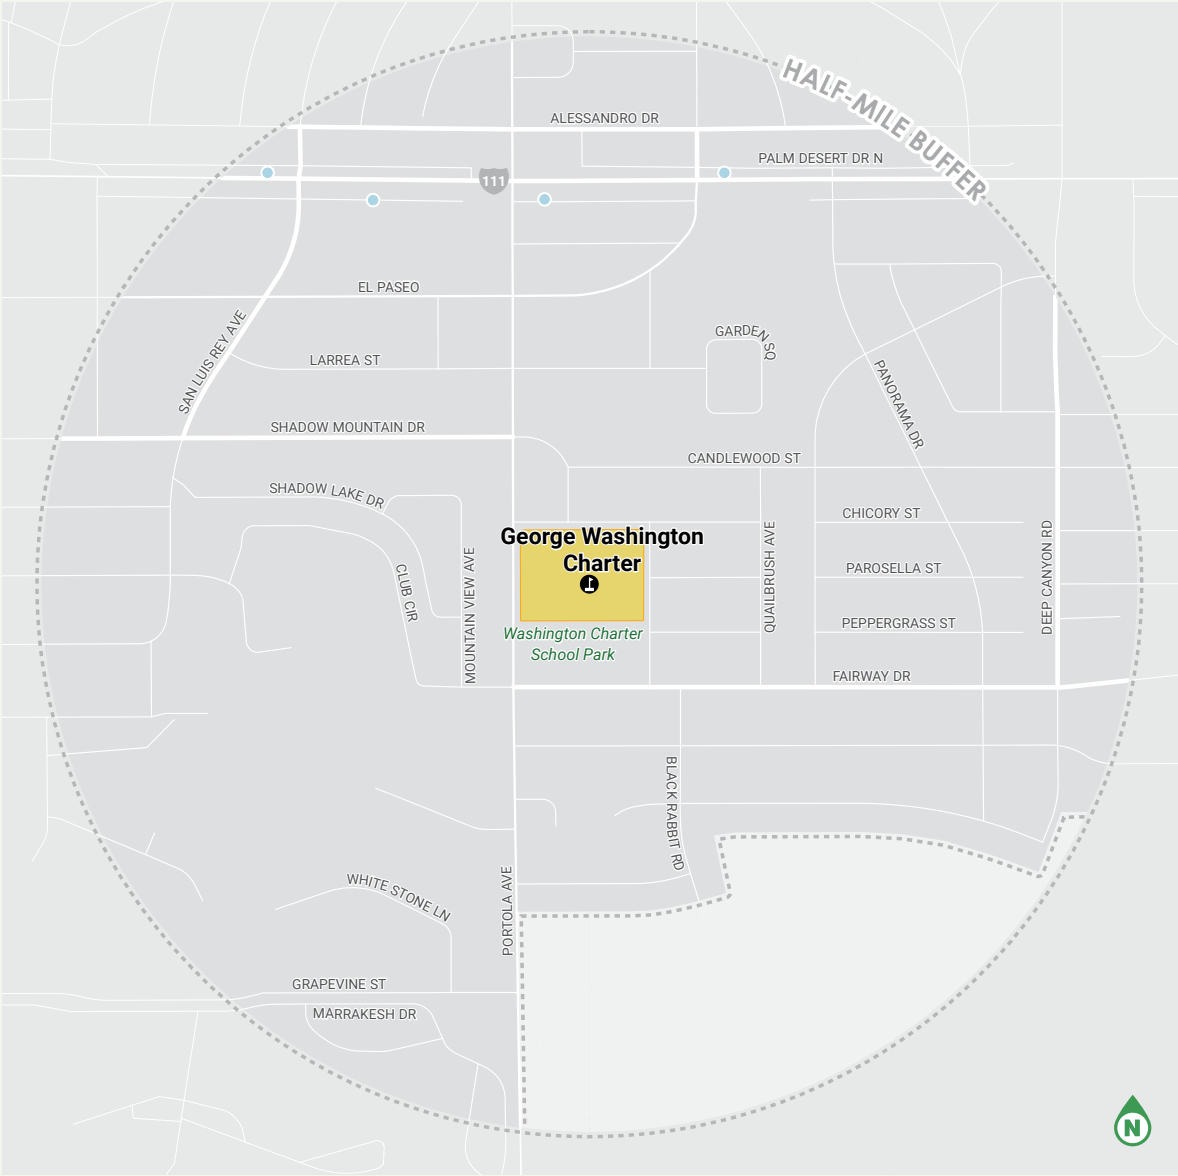 HALF-MILE BUFFER
ALESSANDRO DR
PALM DESERT DR N
111
EL PASEO
SAN LUIS REY AVE
GARDEN SQ
LARREA ST
PANORAMA DR
SHADOW MOUNTAIN DR
CANDLEWOOD ST
SHADOW LAKE DR
CHICORY ST
George Washington
Charter
QUAILBRUSH AVE
DEEP CANYON RD
MOUNTAIN VIEW AVE
CLUB CIR
PAROSELLA ST
PEPPERGRASS ST
Washington Charter
School Park
FAIRWAY DR
BLACK RABBIT RD
PORTOLA AVE
WHITE STONE LN
GRAPEVINE ST
MARRAKESH DR
N